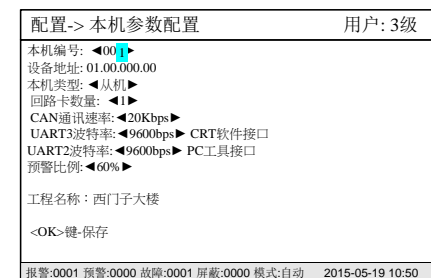 配置->本机参数配置 用户: 3级
本机编号: ◀001▶
设备地址: 01.00.000.00
本机类型: ◀从机▶
回路卡数量: ◀1▶
CAN通讯速率:◀20Kbps▶
UART3波特率:◀9600bps▶ CRT软件接口
UART2波特率:◀9600bps▶ PC工具接口
预警比例:◀60%▶
工程名称：西门子大楼
<OK>键-保存
报警:0001 预警:0000 故障:0001 屏蔽:0000 模式:自动 2015-05-19 10:50